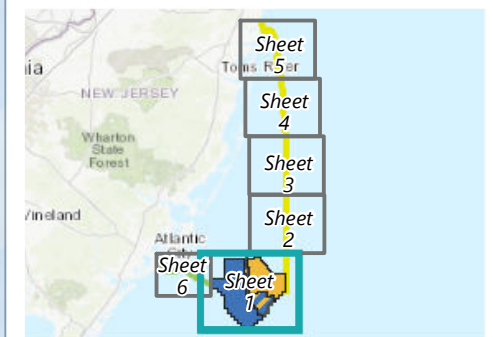 Sheet
5
ia
Toms River
Sheet
4
NEW JERSEY
Wharton
State
Forest
Sheet
3
Vineland
Sheet
2
Atlantic
City
Sheet
6
Sheet
1